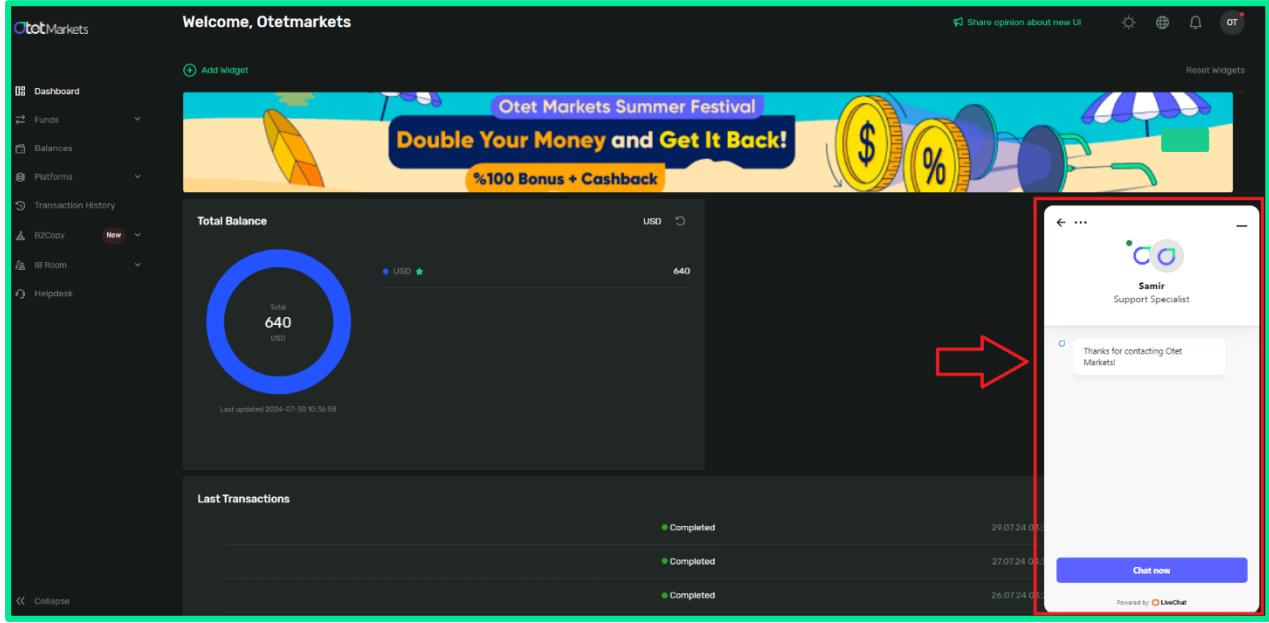 OtetMarkets
Welcome, Otetmarkets
Share opinion about new UI
OT
Add Widget
Reset Widgets
Dashboard
Funds
Balances
Platforms
Transaction History
B2Copy New
IB Room
Helpdesk
Collapse
Otet Markets Summer Festival
Double Your Money and Get It Back!
%100 Bonus + Cashback
$
%
Total Balance
USD
Total
640
USD
USD
640
Last updated 2024-07-30 10:36:58
Last Transactions
Completed
29.07.24
Completed
27.07.24
Completed
26.07.24
Samir
Support Specialist
Thanks for contacting Otet
Markets!
Chat now
Powered by LiveChat